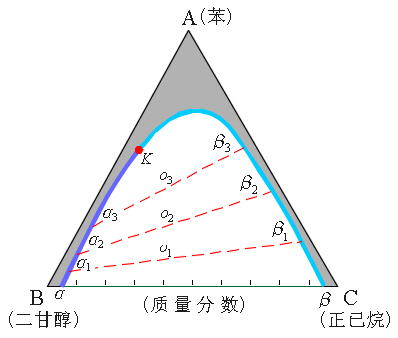 A(苯)
K
β₃
o₃
β₂
α₃
o₂
β₁
α₂
o₁
α₁
B α (质量分数) β C
(二甘醇) (正己烷)